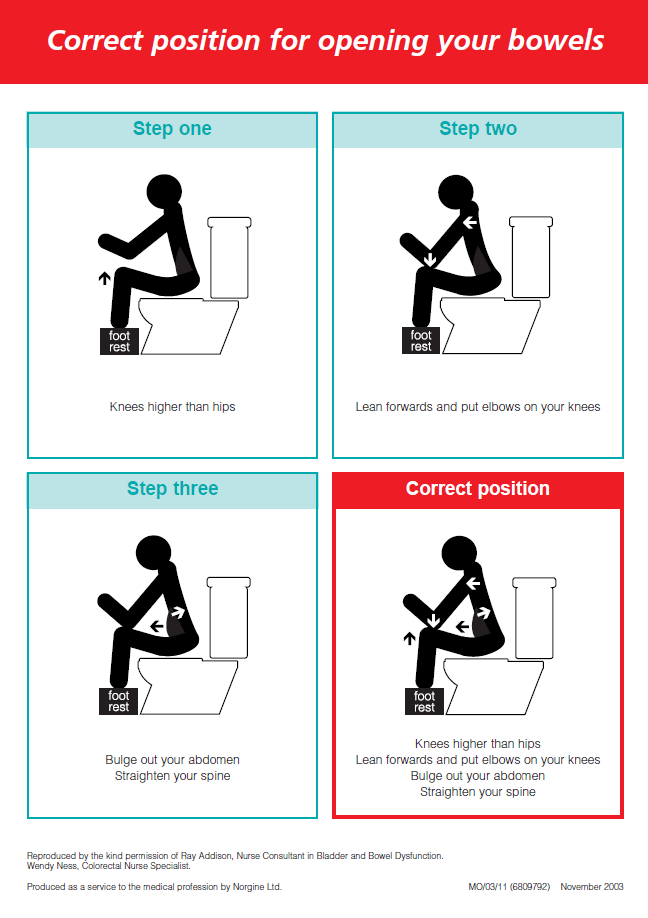 Correct position for opening your bowels
Step one
foot
rest
Knees higher than hips
Step two
foot
rest
Lean forwards and put elbows on your knees
Step three
foot
rest
Bulge out your abdomen
Straighten your spine
Correct position
foot
rest
Knees higher than hips
Lean forwards and put elbows on your knees
Bulge out your abdomen
Straighten your spine
Reproduced by the kind permission of Ray Addison, Nurse Consultant in Bladder and Bowel Dysfunction.
Wendy Ness, Colorectal Nurse Specialist.
Produced as a service to the medical profession by Norgine Ltd.
MO/03/11 (6809792) November 2003